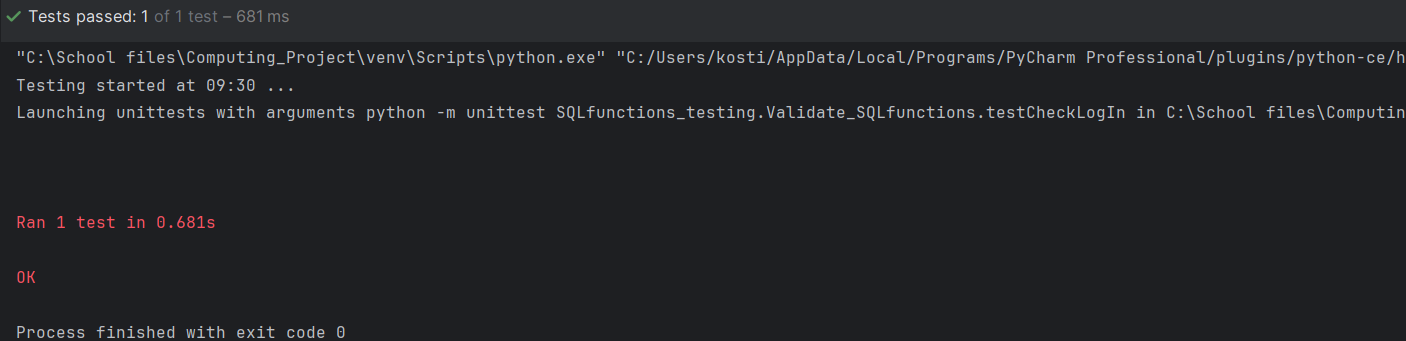 Tests passed: 1 of 1 test – 681 ms
"C:\School files\Computing_Project\venv\Scripts\python.exe" "C:/Users/kosti/AppData/Local/Programs/PyCharm Professional/plugins/python-ce/h
Testing started at 09:30 ...
Launching unittests with arguments python -m unittest SQLfunctions_testing.Validate_SQLfunctions.testCheckLogIn in C:\School files\Computin
Ran 1 test in 0.681s
OK
Process finished with exit code 0